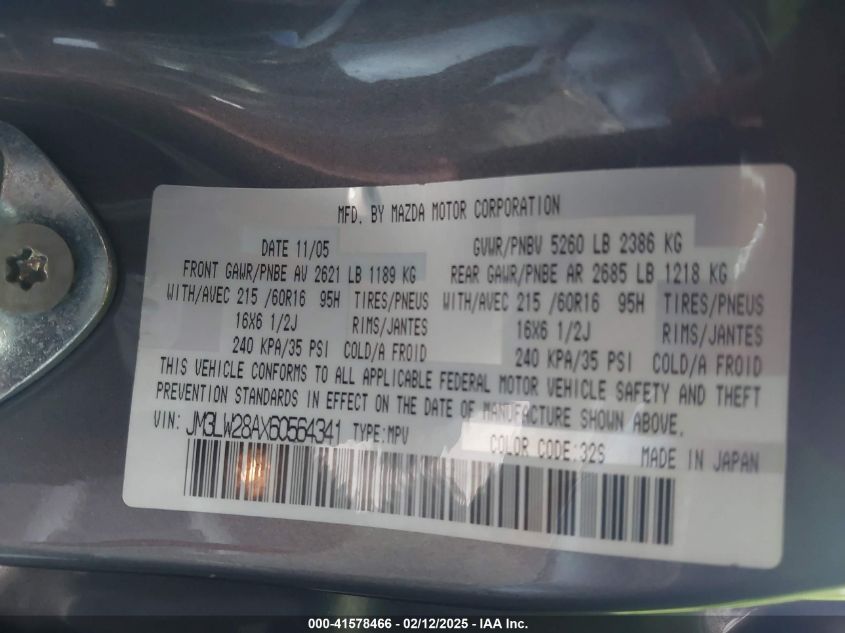 MFD. BY MAZDA MOTOR CORPORATION
DATE 11/05 GVWR/PNBV 5260 LB 2386 KG
FRONT GAWR/PNBE AV 2621 LB 1189 KG REAR GAWR/PNBE AR 2685 LB 1218 KG
WITH/AVEC 215 /60R16 95H TIRES/PNEUS WITH/AVEC 215 /60R16 95H TIRES/PNEUS
16X6 1/2J RIMS/JANTES 16X6 1/2J RIMS/JANTES
240 KPA/35 PSI COLD/A FROID 240 KPA/35 PSI COLD/A FROID
THIS VEHICLE CONFORMS TO ALL APPLICABLE FEDERAL MOTOR VEHICLE SAFETY AND THEFT
PREVENTION STANDARDS IN EFFECT ON THE DATE OF MANUFACTURE SHOWN ABOVE.
VIN: JM3LW28AX60564341 TYPE:MPV COLOR CODE:32S MADE IN JAPAN
000-41578466 - 02/12/2025 - IAA Inc.